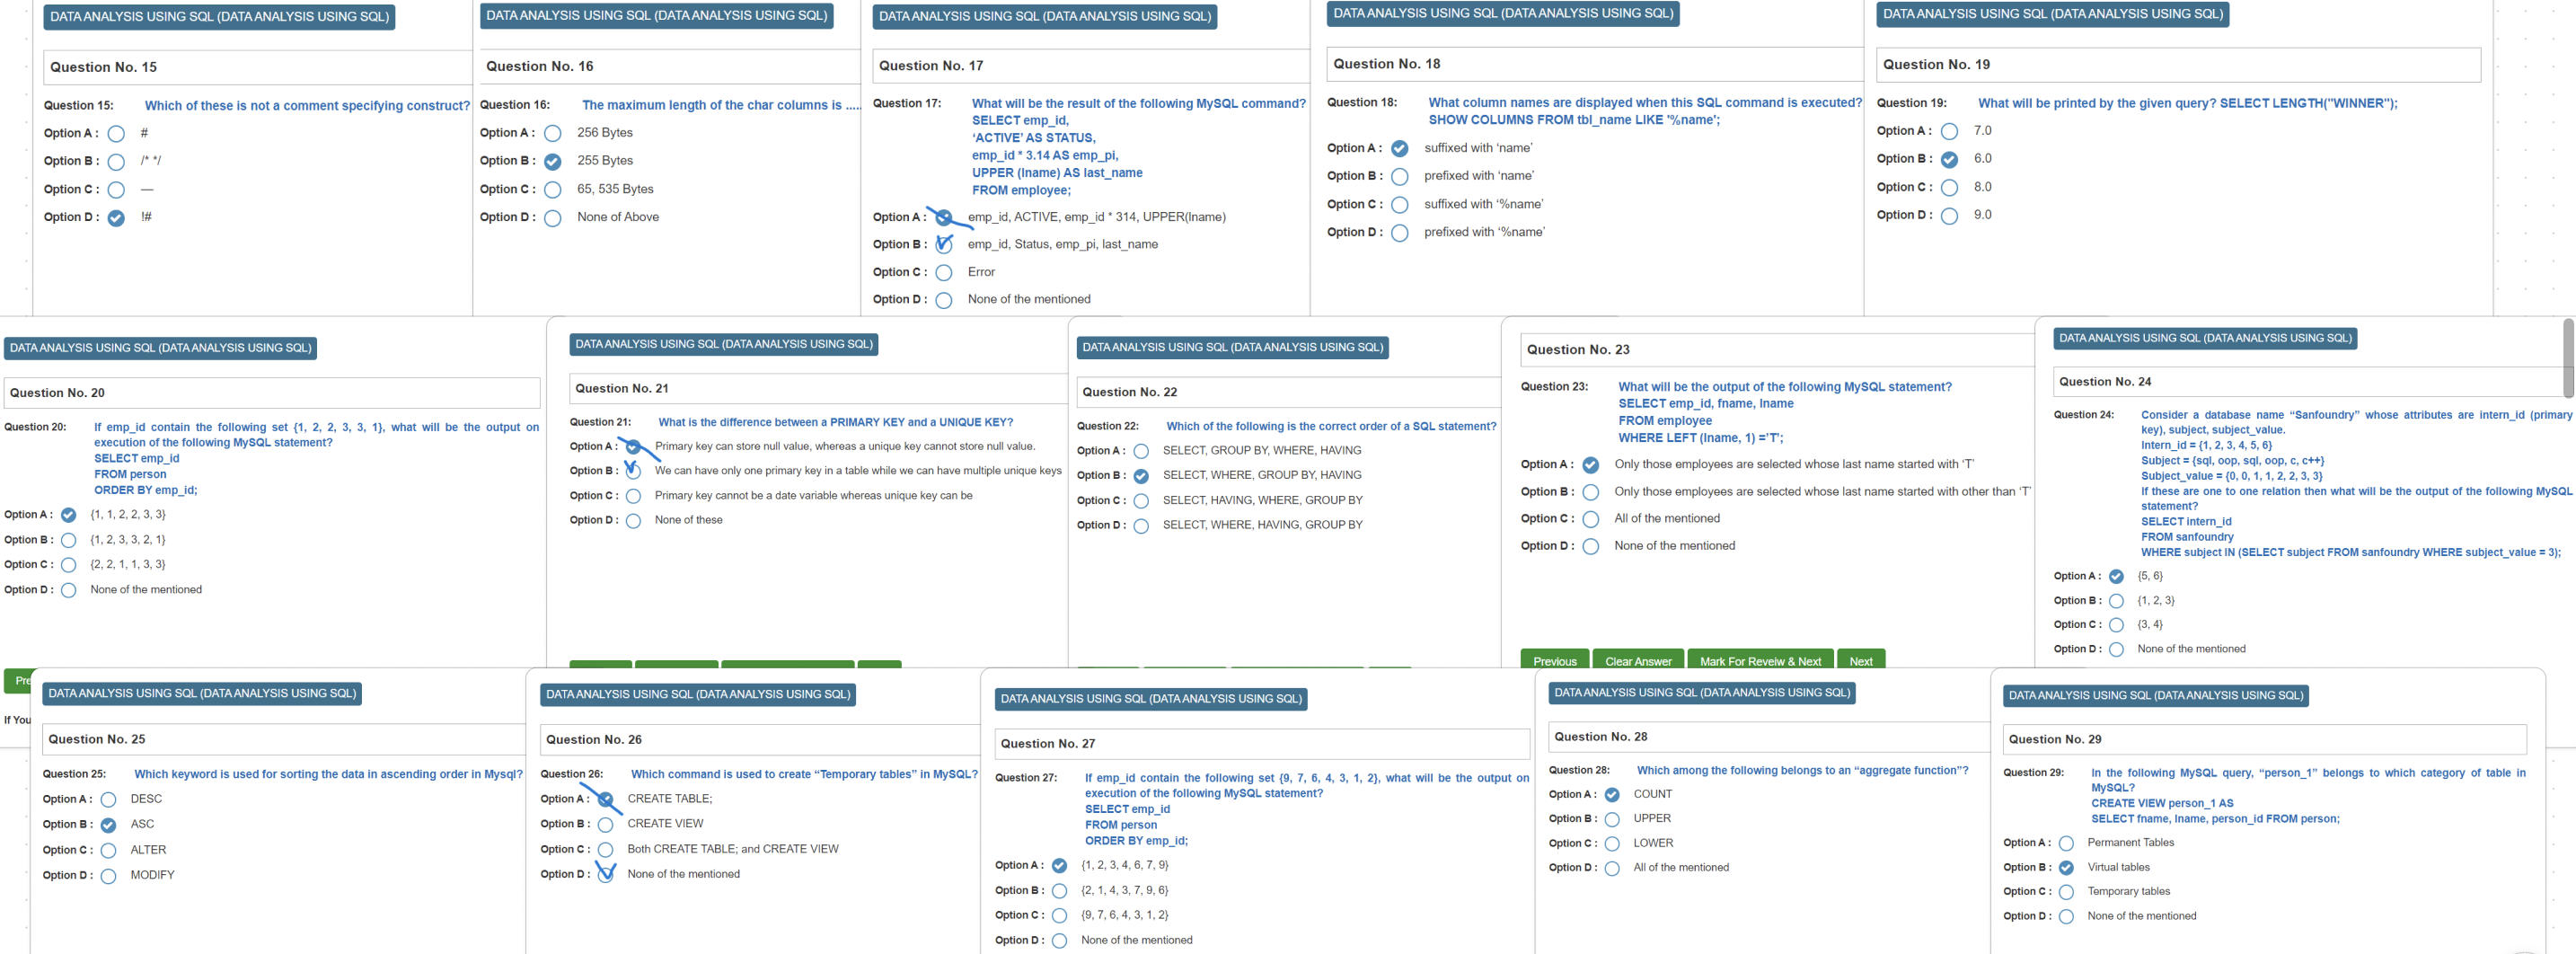 DATA ANALYSIS USING SQL (DATA ANALYSIS USING SQL)
Question No. 15
Question 15: Which of these is not a comment specifying construct?
Option A : #
Option B : /* */
Option C : —
Option D : !#
DATA ANALYSIS USING SQL (DATA ANALYSIS USING SQL)
Question No. 16
Question 16: The maximum length of the char columns is .....
Option A : 256 Bytes
Option B : 255 Bytes
Option C : 65, 535 Bytes
Option D : None of Above
DATA ANALYSIS USING SQL (DATA ANALYSIS USING SQL)
Question No. 17
Question 17: What will be the result of the following MySQL command?
SELECT emp_id,
‘ACTIVE’ AS STATUS,
emp_id * 3.14 AS emp_pi,
UPPER (lname) AS last_name
FROM employee;
Option A : emp_id, ACTIVE, emp_id * 314, UPPER(lname)
Option B : emp_id, Status, emp_pi, last_name
Option C : Error
Option D : None of the mentioned
DATA ANALYSIS USING SQL (DATA ANALYSIS USING SQL)
Question No. 18
Question 18: What column names are displayed when this SQL command is executed?
SHOW COLUMNS FROM tbl_name LIKE '%name';
Option A : suffixed with ‘name’
Option B : prefixed with ‘name’
Option C : suffixed with ‘%name’
Option D : prefixed with ‘%name’
DATA ANALYSIS USING SQL (DATA ANALYSIS USING SQL)
Question No. 19
Question 19: What will be printed by the given query? SELECT LENGTH("WINNER");
Option A : 7.0
Option B : 6.0
Option C : 8.0
Option D : 9.0
DATA ANALYSIS USING SQL (DATA ANALYSIS USING SQL)
Question No. 20
Question 20: If emp_id contain the following set {1, 2, 2, 3, 3, 1}, what will be the output on
execution of the following MySQL statement?
SELECT emp_id
FROM person
ORDER BY emp_id;
Option A : {1, 1, 2, 2, 3, 3}
Option B : {1, 2, 3, 3, 2, 1}
Option C : {2, 2, 1, 1, 3, 3}
Option D : None of the mentioned
Pre
If You
DATA ANALYSIS USING SQL (DATA ANALYSIS USING SQL)
Question No. 21
Question 21: What is the difference between a PRIMARY KEY and a UNIQUE KEY?
Option A : Primary key can store null value, whereas a unique key cannot store null value.
Option B : We can have only one primary key in a table while we can have multiple unique keys
Option C : Primary key cannot be a date variable whereas unique key can be
Option D : None of these
DATA ANALYSIS USING SQL (DATA ANALYSIS USING SQL)
Question No. 22
Question 22: Which of the following is the correct order of a SQL statement?
Option A : SELECT, GROUP BY, WHERE, HAVING
Option B : SELECT, WHERE, GROUP BY, HAVING
Option C : SELECT, HAVING, WHERE, GROUP BY
Option D : SELECT, WHERE, HAVING, GROUP BY
Question No. 23
Question 23: What will be the output of the following MySQL statement?
SELECT emp_id, fname, lname
FROM employee
WHERE LEFT (lname, 1) =’T’;
Option A : Only those employees are selected whose last name started with ‘T’
Option B : Only those employees are selected whose last name started with other than ‘T’
Option C : All of the mentioned
Option D : None of the mentioned
Previous Clear Answer Mark For Reveiw & Next Next
DATA ANALYSIS USING SQL (DATA ANALYSIS USING SQL)
Question No. 24
Question 24: Consider a database name “Sanfoundry” whose attributes are intern_id (primary
key), subject, subject_value.
Intern_id = {1, 2, 3, 4, 5, 6}
Subject = {sql, oop, sql, oop, c, c++}
Subject_value = {0, 0, 1, 1, 2, 2, 3, 3}
If these are one to one relation then what will be the output of the following MySQL
statement?
SELECT intern_id
FROM sanfoundry
WHERE subject IN (SELECT subject FROM sanfoundry WHERE subject_value = 3);
Option A : {5, 6}
Option B : {1, 2, 3}
Option C : {3, 4}
Option D : None of the mentioned
DATA ANALYSIS USING SQL (DATA ANALYSIS USING SQL)
Question No. 25
Question 25: Which keyword is used for sorting the data in ascending order in Mysql?
Option A : DESC
Option B : ASC
Option C : ALTER
Option D : MODIFY
DATA ANALYSIS USING SQL (DATA ANALYSIS USING SQL)
Question No. 26
Question 26: Which command is used to create “Temporary tables” in MySQL?
Option A : CREATE TABLE;
Option B : CREATE VIEW
Option C : Both CREATE TABLE; and CREATE VIEW
Option D : None of the mentioned
DATA ANALYSIS USING SQL (DATA ANALYSIS USING SQL)
Question No. 27
Question 27: If emp_id contain the following set {9, 7, 6, 4, 3, 1, 2}, what will be the output on
execution of the following MySQL statement?
SELECT emp_id
FROM person
ORDER BY emp_id;
Option A : {1, 2, 3, 4, 6, 7, 9}
Option B : {2, 1, 4, 3, 7, 9, 6}
Option C : {9, 7, 6, 4, 3, 1, 2}
Option D : None of the mentioned
DATA ANALYSIS USING SQL (DATA ANALYSIS USING SQL)
Question No. 28
Question 28: Which among the following belongs to an “aggregate function”?
Option A : COUNT
Option B : UPPER
Option C : LOWER
Option D : All of the mentioned
DATA ANALYSIS USING SQL (DATA ANALYSIS USING SQL)
Question No. 29
Question 29: In the following MySQL query, “person_1” belongs to which category of table in
MySQL?
CREATE VIEW person_1 AS
SELECT fname, lname, person_id FROM person;
Option A : Permanent Tables
Option B : Virtual tables
Option C : Temporary tables
Option D : None of the mentioned